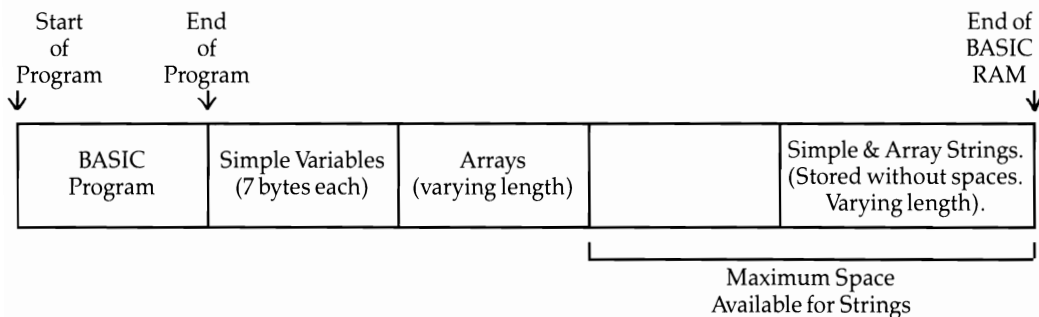 Start
of
Program
End
of
Program
End of
BASIC
RAM
BASIC
Program
Simple Variables
(7 bytes each)
Arrays
(varying length)
Simple & Array Strings.
(Stored without spaces.
Varying length).
Maximum Space
Available for Strings